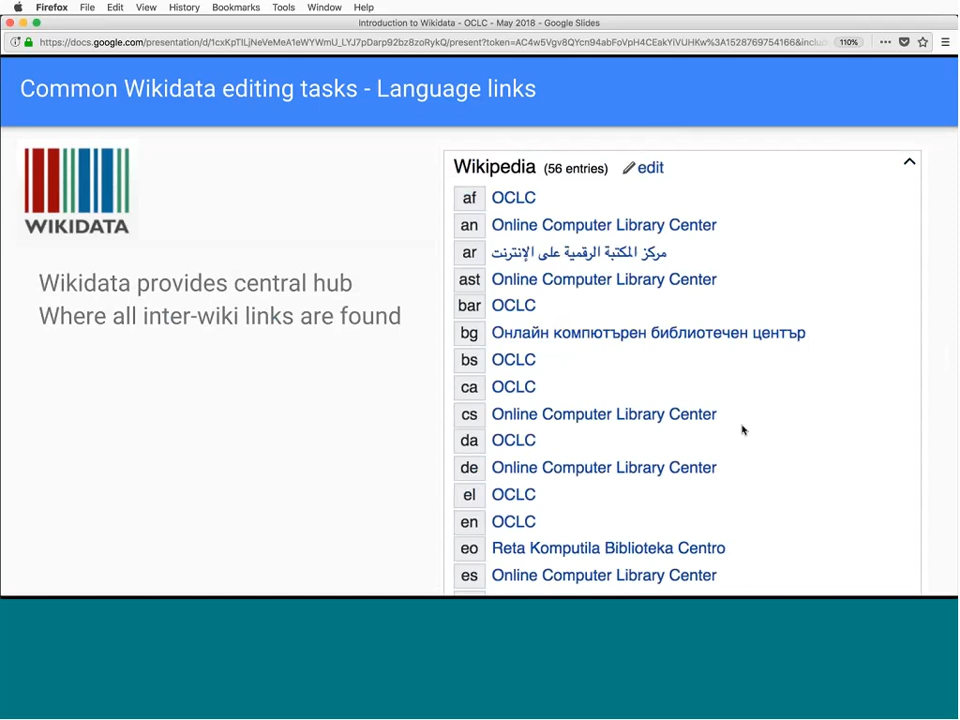 Firefox File Edit View History Bookmarks Tools Window Help
Introduction to Wikidata - OCLC - May 2018 - Google Slides
110%
Common Wikidata editing tasks - Language links
WIKIDATA
Wikidata provides central hub
Where all inter-wiki links are found
Wikipedia (56 entries) edit
af OCLC
an Online Computer Library Center
ar مركز المكتبة الرقمية على الإنترنت
ast Online Computer Library Center
bar OCLC
bg Онлайн компютърен библиотечен център
bs OCLC
ca OCLC
cs Online Computer Library Center
da OCLC
de Online Computer Library Center
el OCLC
en OCLC
eo Reta Komputila Biblioteka Centro
es Online Computer Library Center